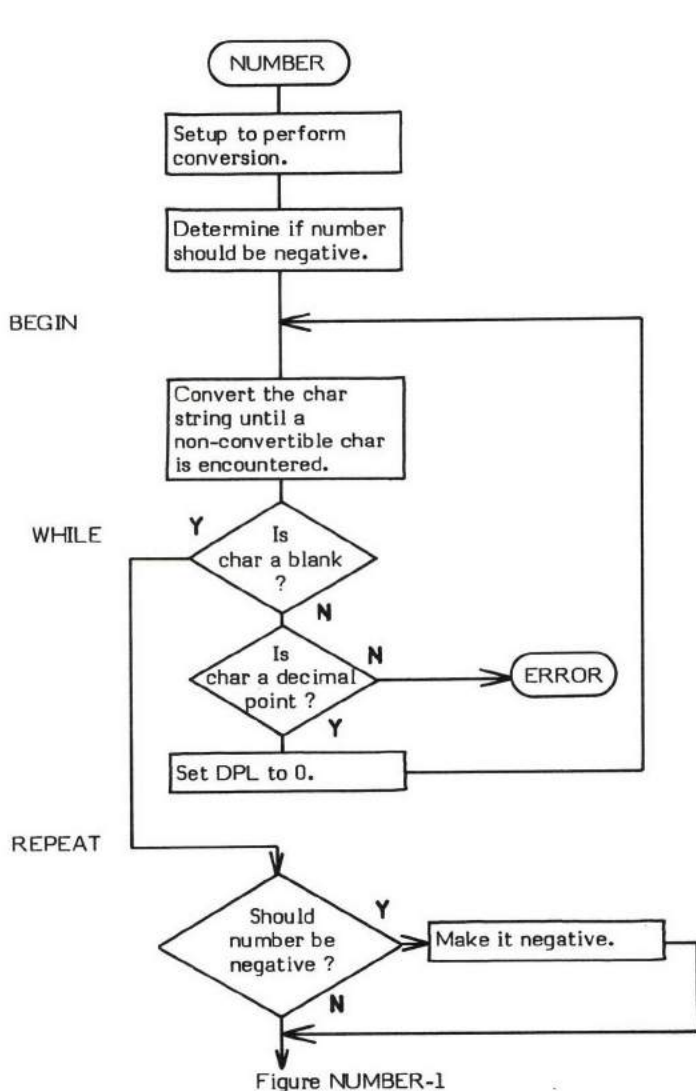 NUMBER
Setup to perform
conversion.
Determine if number
should be negative.
BEGIN
Convert the char
string until a
non-convertible char
is encountered.
WHILE
Y
Is
char a blank
?
N
Is
char a decimal
point ?
N
ERROR
Y
Set DPL to 0.
REPEAT
Should
number be
negative ?
Y
Make it negative.
N
Figure NUMBER-1